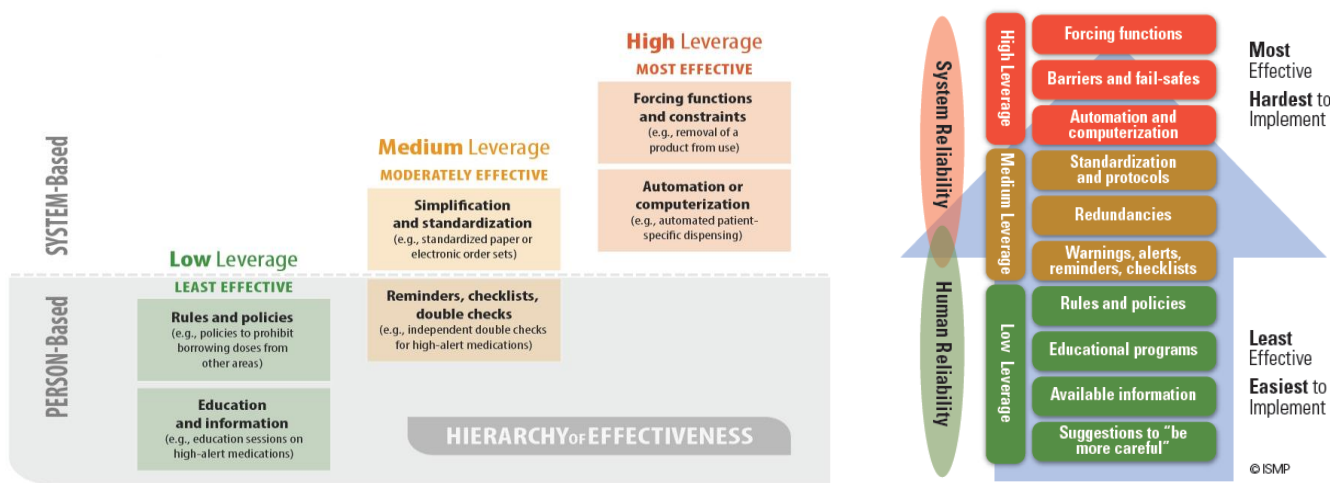 SYSTEM-Based
PERSON-Based
Low Leverage
LEAST EFFECTIVE
Rules and policies
(e.g., policies to prohibit
borrowing doses from
other areas)
Education
and information
(e.g., education sessions on
high-alert medications)
Medium Leverage
MODERATELY EFFECTIVE
Simplification
and standardization
(e.g., standardized paper or
electronic order sets)
Reminders, checklists,
double checks
(e.g., independent double checks
for high-alert medications)
High Leverage
MOST EFFECTIVE
Forcing functions
and constraints
(e.g., removal of a
product from use)
Automation or
computerization
(e.g., automated patient-
specific dispensing)
HIERARCHY OF EFFECTIVENESS
System Reliability
Human Reliability
High Leverage
Medium Leverage
Low Leverage
Forcing functions
Barriers and fail-safes
Automation and
computerization
Standardization
and protocols
Redundancies
Warnings, alerts,
reminders, checklists
Rules and policies
Educational programs
Available information
Suggestions to “be
more careful”
Most
Effective
Hardest to
Implement
Least
Effective
Easiest to
Implement
© ISMP